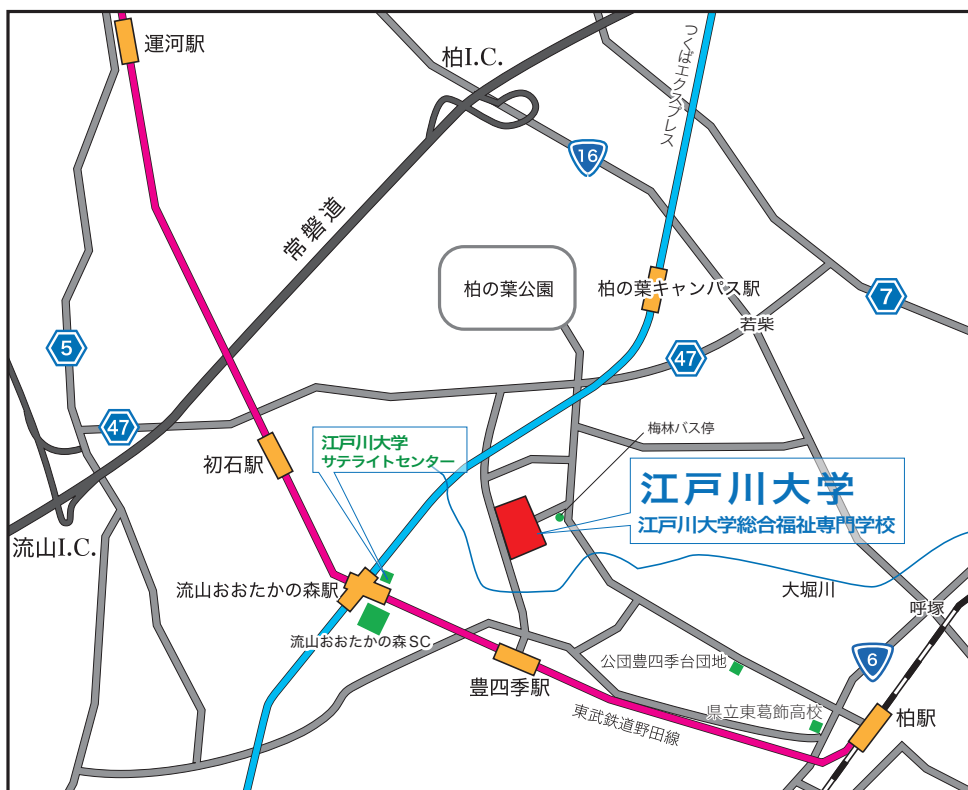 運河駅
柏I.C.
つくばエクスプレス
16
常磐道
柏の葉公園
柏の葉キャンパス駅
7
若柴
5
47
47
梅林バス停
江戸川大学
サテライトセンター
初石駅
江戸川大学
江戸川大学総合福祉専門学校
流山I.C.
流山おおたかの森駅
大堀川
呼塚
流山おおたかの森SC
公団豊四季台団地
6
豊四季駅
県立東葛飾高校
柏駅
東武鉄道野田線